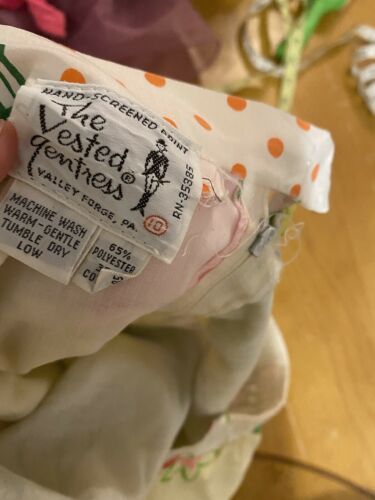 HAND-SCREENED PRINT
The
Vested
Gentress®
VALLEY FORGE, PA.
RN-35385
10
MACHINE WASH
WARM-GENTLE
TUMBLE DRY
LOW
65%
POLYESTER